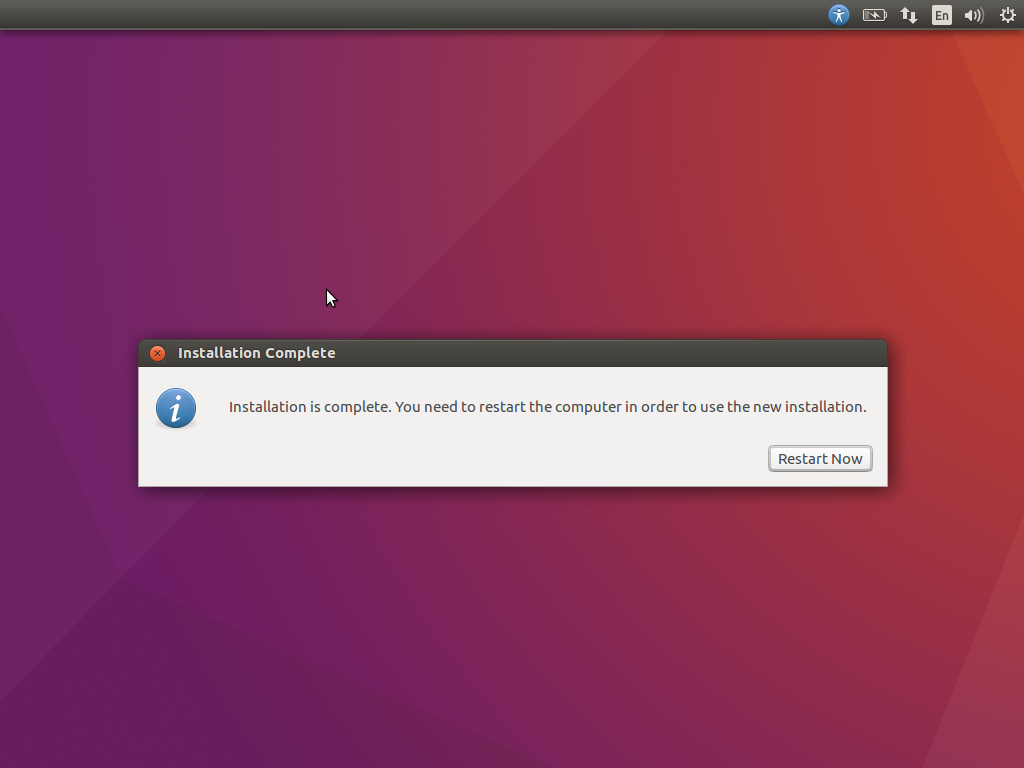 En
Installation Complete
Installation is complete. You need to restart the computer in order to use the new installation.
Restart Now